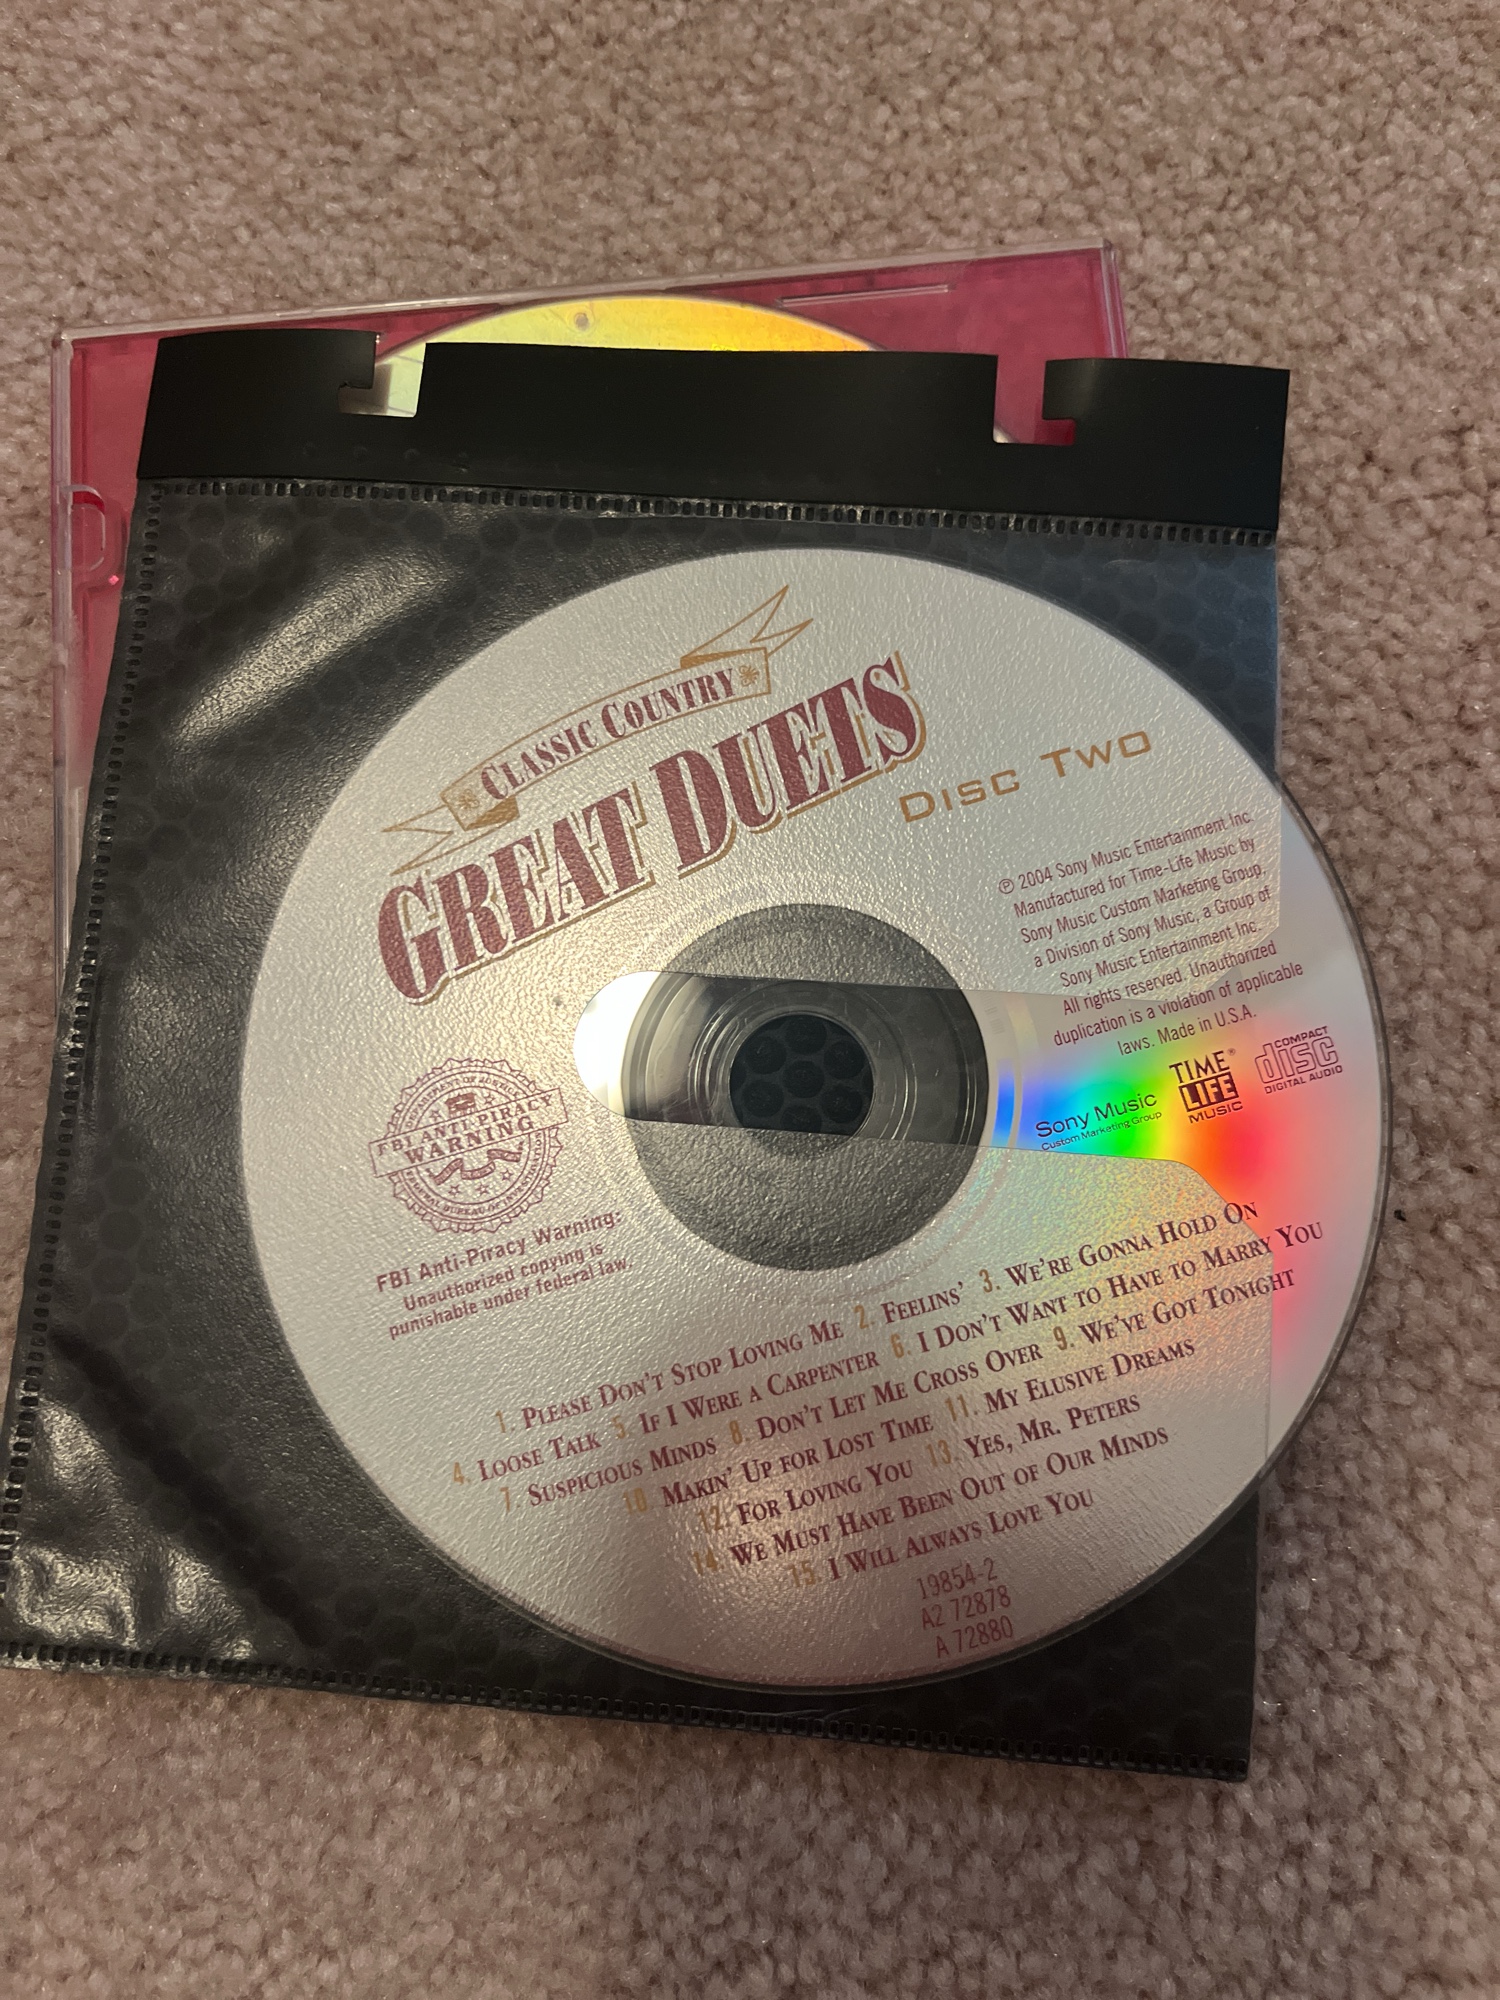 CLASSIC COUNTRY
GREAT DUETS
DISC TWO
℗ 2004 Sony Music Entertainment Inc.
Manufactured for Time-Life Music by
Sony Music Custom Marketing Group,
a Division of Sony Music, a Group of
Sony Music Entertainment Inc.
All rights reserved. Unauthorized
duplication is a violation of applicable
laws. Made in U.S.A.
Sony Music
Custom Marketing Group
TIME
LIFE®
MUSIC
COMPACT
disc
DIGITAL AUDIO
FBI ANTI-PIRACY
WARNING
FBI Anti-Piracy Warning:
Unauthorized copying is
punishable under federal law.
1. PLEASE DON'T STOP LOVING ME 2. FEELIN' 3. WE'RE GONNA HOLD ON
4. LOOSE TALK 5. IF I WERE A CARPENTER 6. I DON'T WANT TO HAVE TO MARRY YOU
7. SUSPICIOUS MINDS 8. DON'T LET ME CROSS OVER 9. WE'VE GOT TONIGHT
10. MAKIN' UP FOR LOST TIME 11. MY ELUSIVE DREAMS
12. FOR LOVING YOU 13. YES, MR. PETERS
14. WE MUST HAVE BEEN OUT OF OUR MINDS
15. I WILL ALWAYS LOVE YOU
19854-2
A2 72878
A 72880